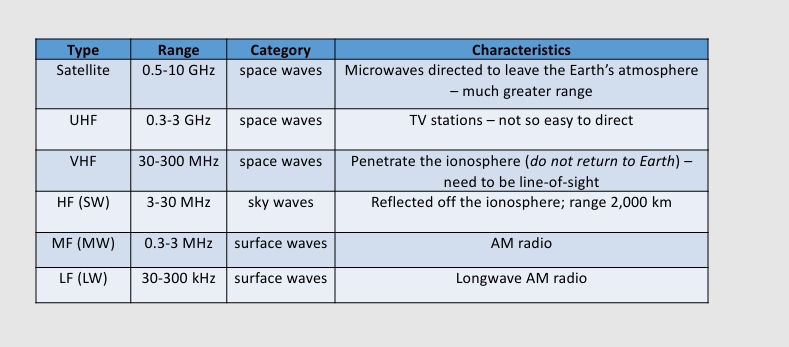 Type Range Category Characteristics
Satellite 0.5-10 GHz space waves Microwaves directed to leave the Earth’s atmosphere
– much greater range
UHF 0.3-3 GHz space waves TV stations – not so easy to direct
VHF 30-300 MHz space waves Penetrate the ionosphere (do not return to Earth) –
need to be line-of-sight
HF (SW) 3-30 MHz sky waves Reflected off the ionosphere; range 2,000 km
MF (MW) 0.3-3 MHz surface waves AM radio
LF (LW) 30-300 kHz surface waves Longwave AM radio